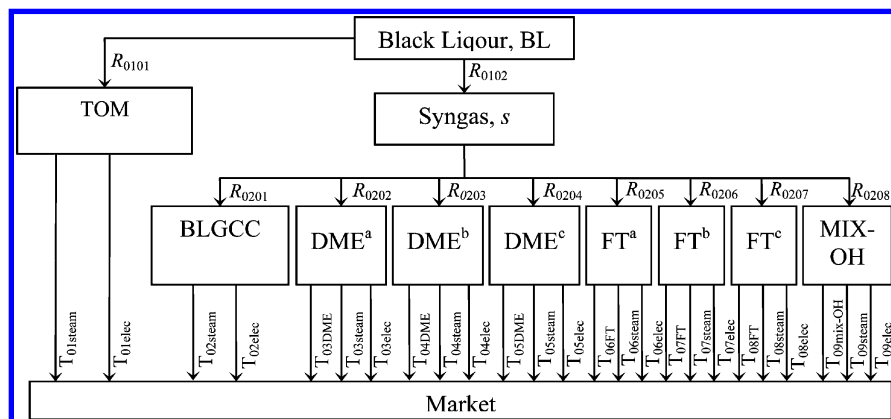 Black Liqour, BL
R0101
R0102
TOM
Syngas, s
R0201
R0202
R0203
R0204
R0205
R0206
R0207
R0208
BLGCC
DMEa
DMEb
DMEc
FTa
FTb
FTc
MIX-
OH
T01steam
T01elec
T02steam
T02elec
T03DME
T03steam
T03elec
T04DME
T04steam
T04elec
T05DME
T05steam
T05elec
T06FT
T06steam
T06elec
T07FT
T07steam
T07elec
T08FT
T08steam
T08elec
T09mix-OH
T09steam
T09elec
Market